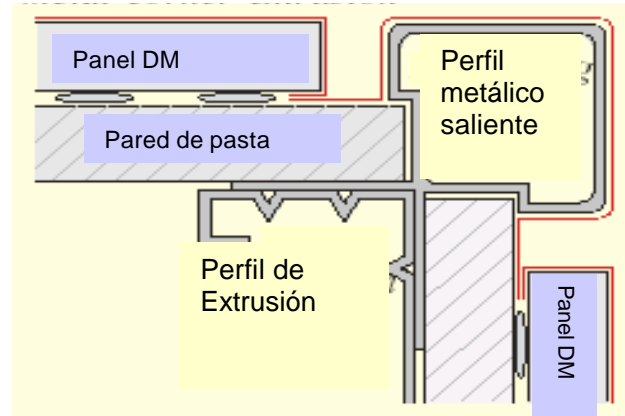 Panel DM
Perfil
metálico
saliente
Pared de pasta
Perfil de
Extrusión
Panel DM